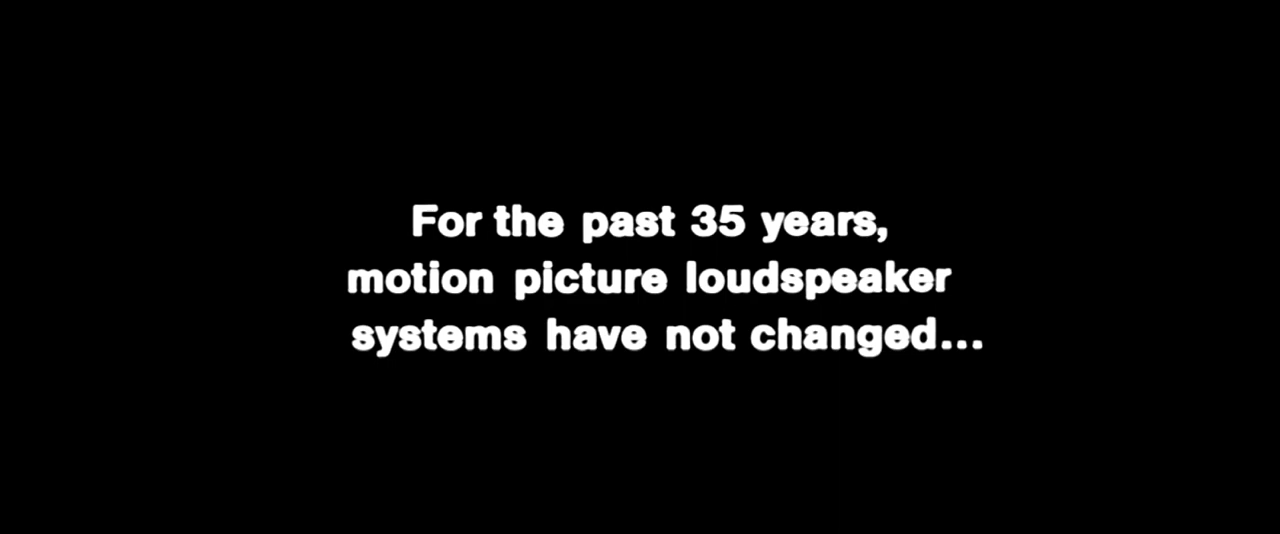 For the past 35 years,
motion picture loudspeaker
systems have not changed...